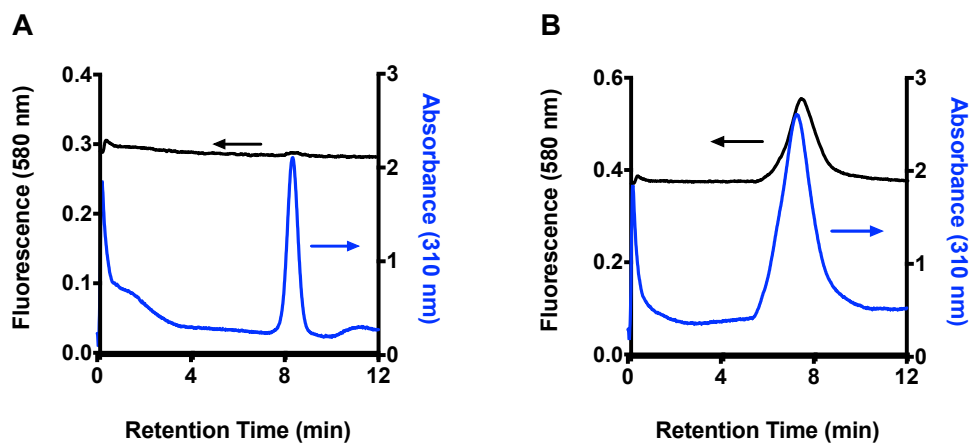 A
Fluorescence (580 nm)
0.4
0.3
0.2
0.1
0.0
3
2
1
0
Absorbance (310 nm)
0 4 8 12
Retention Time (min)
B
Fluorescence (580 nm)
0.6
0.4
0.2
0.0
3
2
1
0
Absorbance (310 nm)
0 4 8 12
Retention Time (min)